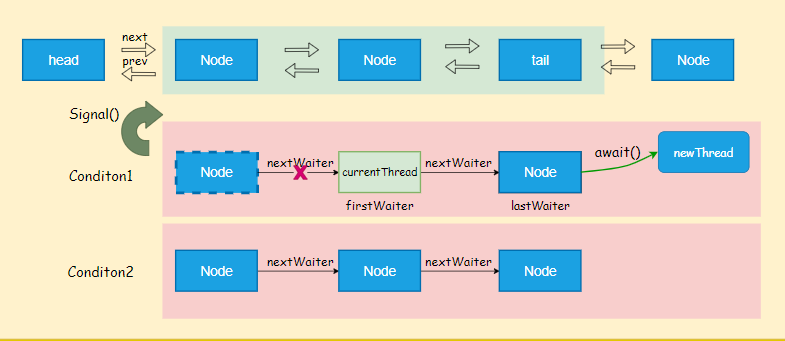 next
head
Node
Node
tail
Node
prev
Signal()
Conditon1
Node
nextWaiter
X
currentThread
nextWaiter
Node
await()
newThread
firstWaiter
lastWaiter
Conditon2
Node
nextWaiter
Node
nextWaiter
Node